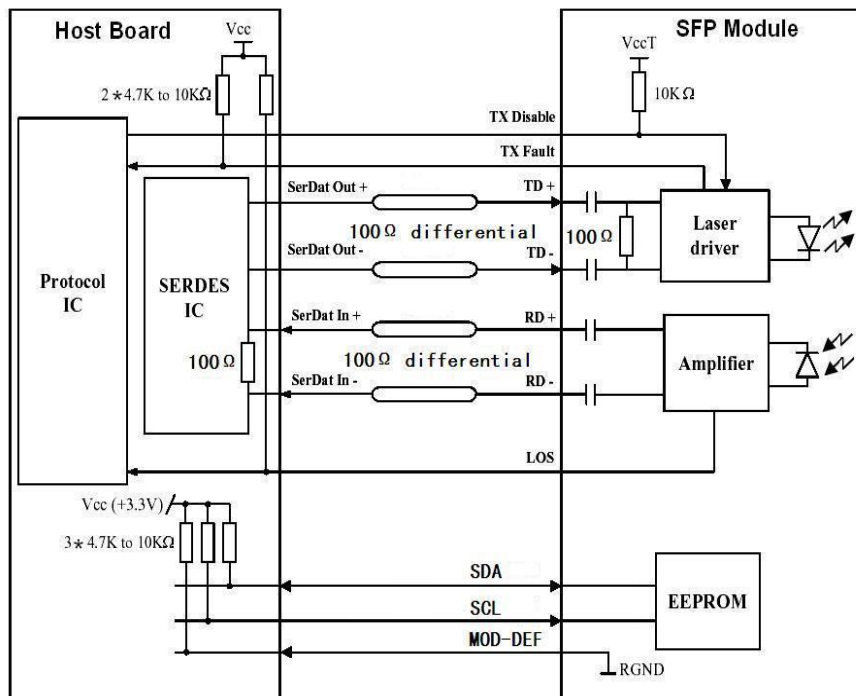 Host Board
SFP Module
Vcc
VccT
2*4.7K to 10KΩ
10KΩ
TX Disable
TX Fault
SerDat Out +
TD +
100Ω differential
100Ω
SerDat Out -
TD -
Laser
driver
Protocol
IC
SERDES
IC
SerDat In +
RD +
100Ω
100Ω differential
SerDat In -
RD -
Amplifier
LOS
Vcc (+3.3V)
3*4.7K to 10KΩ
SDA
SCL
MOD-DEF
EEPROM
RGND